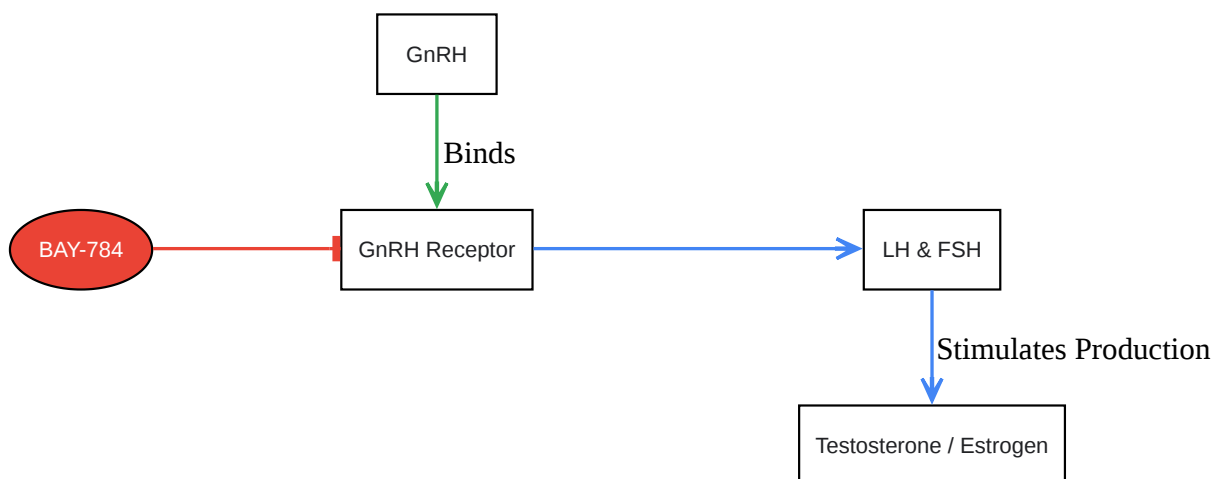 GnRH
Binds
BAY-784
GnRH Receptor
LH & FSH
Stimulates Production
Testosterone / Estrogen